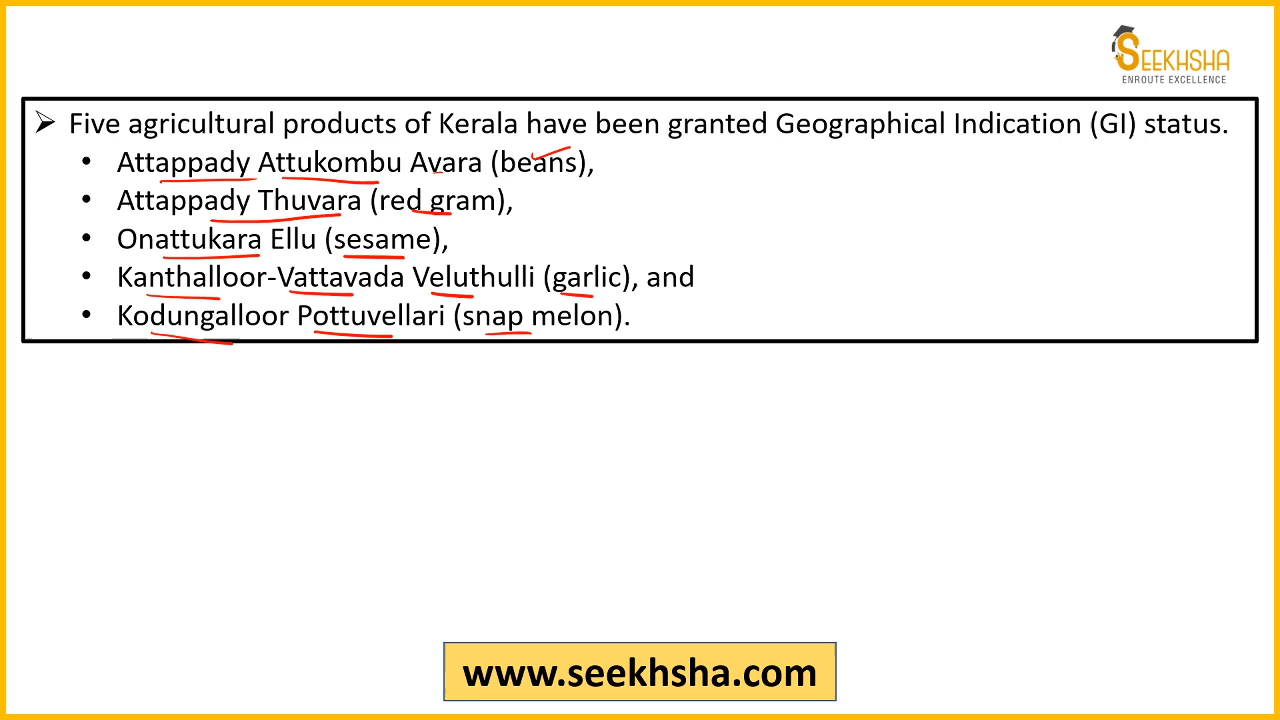 SEEKHSHA
ENROUTE EXCELLENCE
➢ Five agricultural products of Kerala have been granted Geographical Indication (GI) status.
• Attappady Attukombu Avara (beans),
• Attappady Thuvara (red gram),
• Onattukara Ellu (sesame),
• Kanthalloor-Vattavada Veluthulli (garlic), and
• Kodungalloor Pottuvellari (snap melon).
www.seekhsha.com